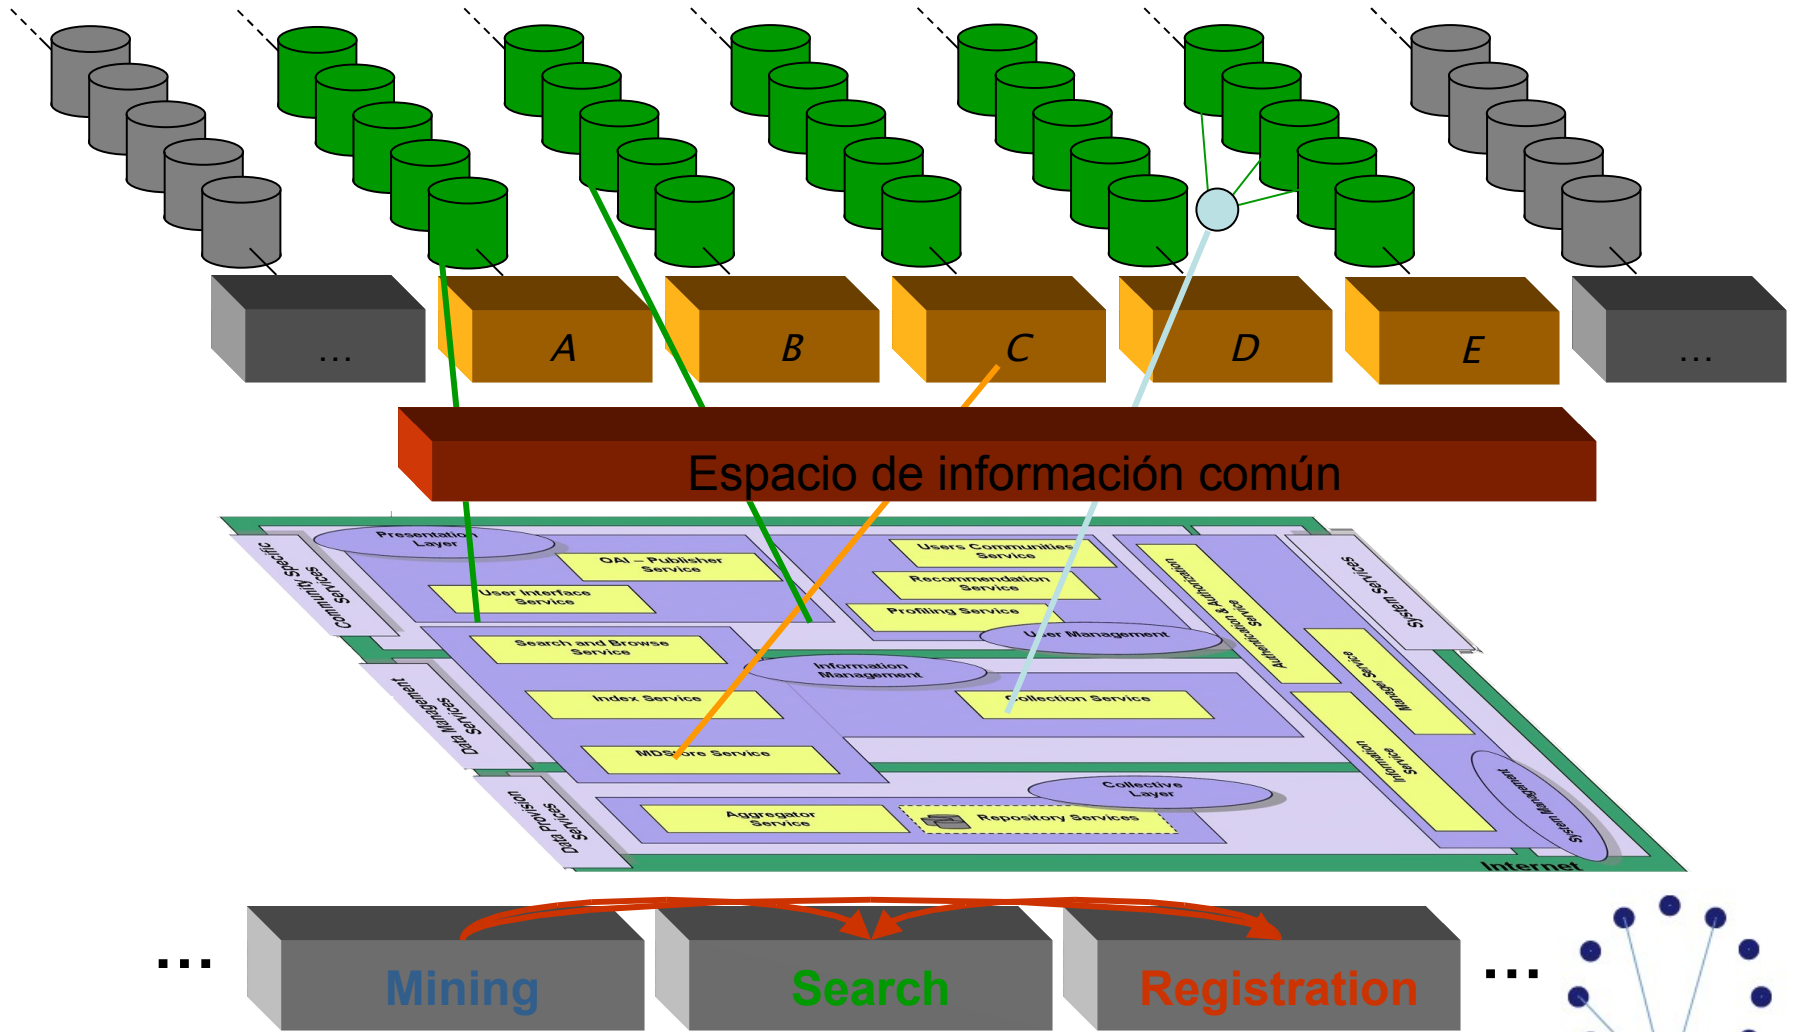 ...
A
B
C
D
E
...
Espacio de información común
Presentation
Layer
OAI – Publisher
Service
User Interface
Service
Users Communities
Service
Recommendation
Service
Profiling Service
User Management
Authentication & Authorization
Service
Manager Service
Information
Service
System Management
System Services
Community Specific
Services
Search and Browse
Service
Index Service
MDStore Service
Information
Management
Collection Service
Data Management
Services
Collective
Layer
Aggregator
Service
Repository Services
Data Provision
Services
Internet
...
Mining
Search
Registration
...